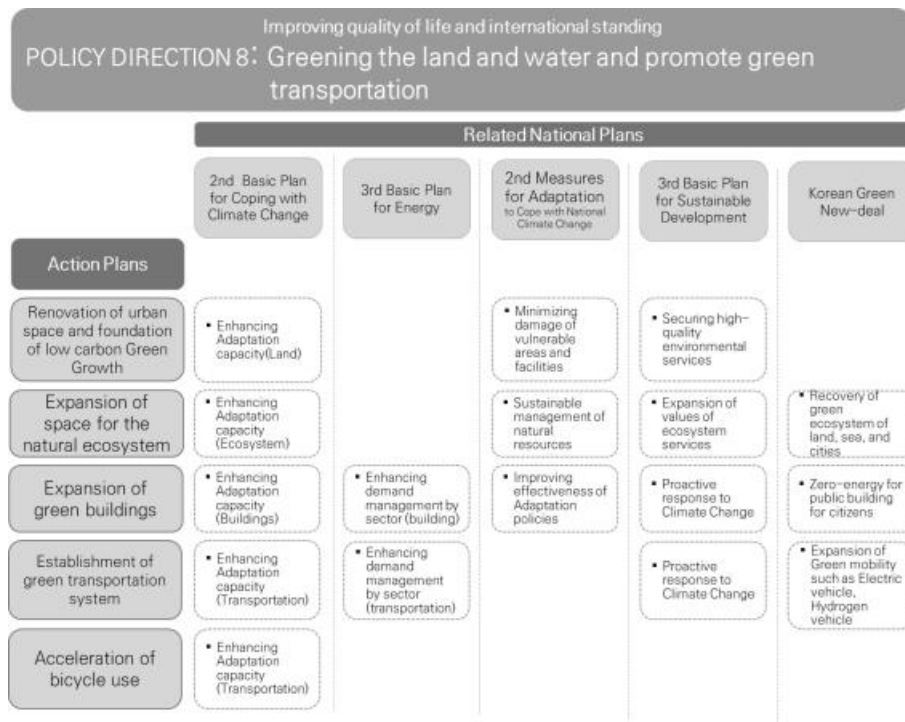 Improving quality of life and international standing
POLICY DIRECTION 8: Greening the land and water and promote green
transportation
Related National Plans
2nd Basic Plan
for Coping with
Climate Change
3rd Basic Plan
for Energy
2nd Measures
for Adaptation
to Cope with National
Climate Change
3rd Basic Plan
for Sustainable
Development
Korean Green
New-deal
Action Plans
Renovation of urban
space and foundation
of low carbon Green
Growth
▪ Enhancing
Adaptation
capacity(Land)
▪ Minimizing
damage of
vulnerable
areas and
facilities
▪ Securing high-
quality
environmental
services
Expansion of
space for the
natural ecosystem
▪ Enhancing
Adaptation
capacity
(Ecosystem)
▪ Sustainable
management of
natural
resources
▪ Expansion of
values of
ecosystem
services
▪ Recovery of
green
ecosystem of
land, sea, and
cities
Expansion of
green buildings
▪ Enhancing
Adaptation
capacity
(Buildings)
▪ Enhancing
demand
management by
sector (building)
▪ Improving
effectiveness of
Adaptation
policies
▪ Proactive
response to
Climate Change
▪ Zero-energy for
public building
for citizens
Establishment of
green transportation
system
▪ Enhancing
Adaptation
capacity
(Transportation)
▪ Enhancing
demand
management
by sector
(transportation)
▪ Proactive
response to
Climate Change
▪ Expansion of
Green mobility
such as Electric
vehicle,
Hydrogen
vehicle
Acceleration of
bicycle use
▪ Enhancing
Adaptation
capacity
(Transportation)